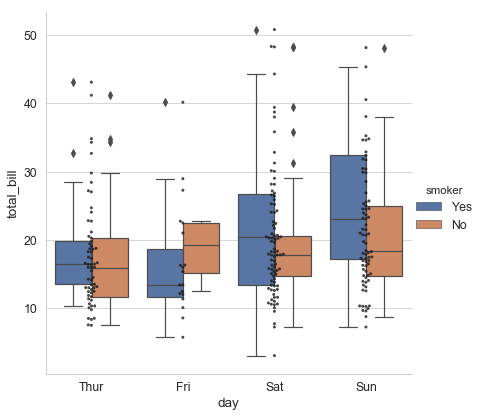 50
40
30
20
10
total_bill
Thur Fri Sat Sun
day
smoker
Yes
No